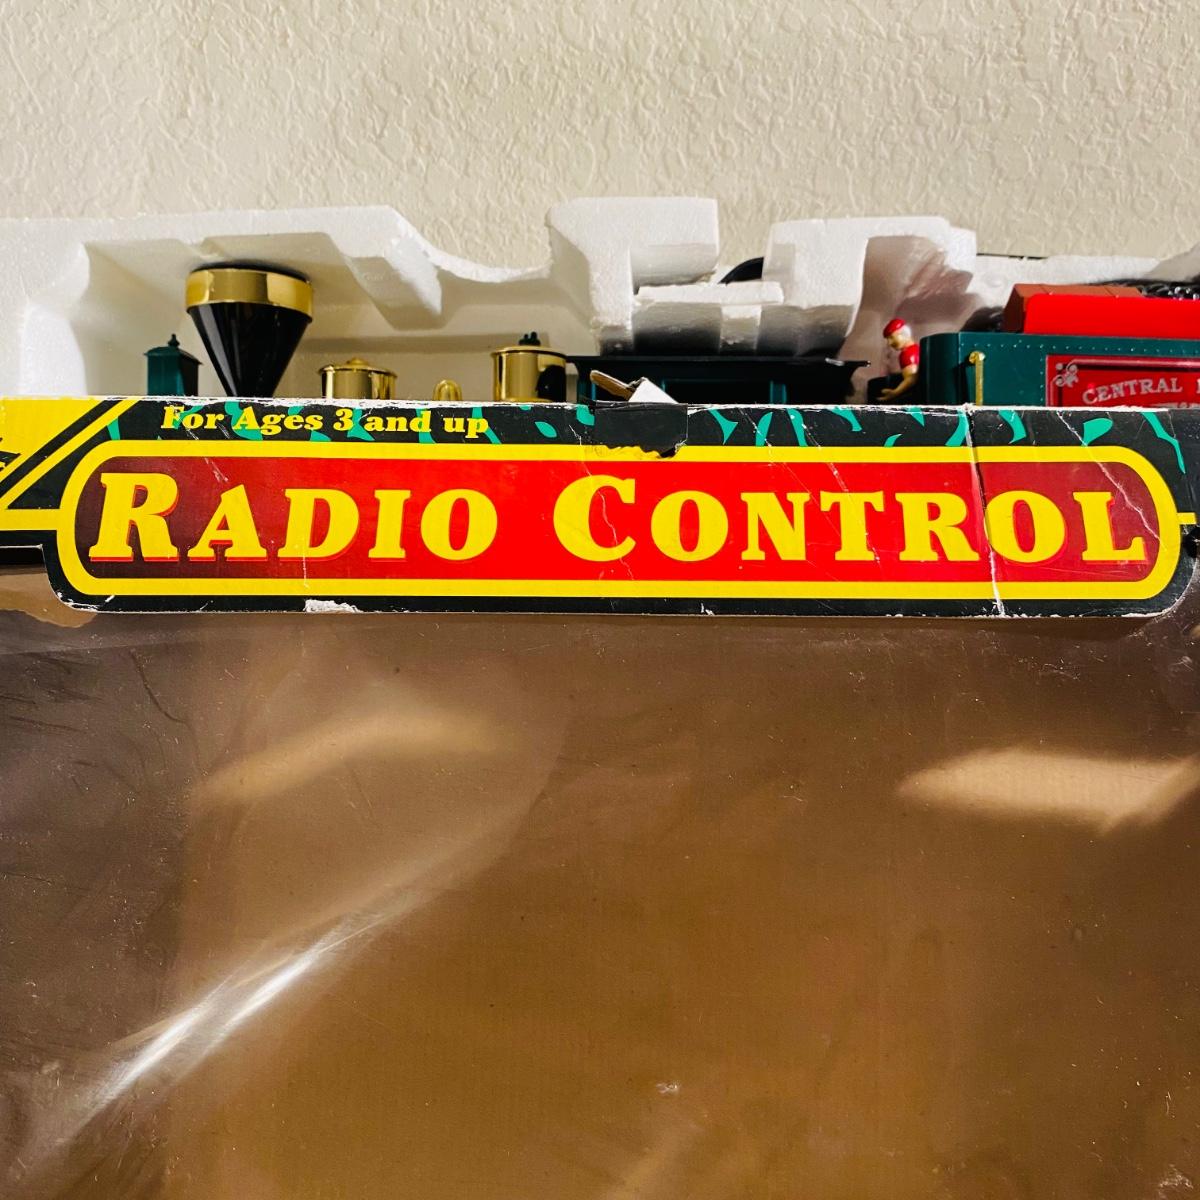 CENTRAL
For Ages 3 and up
RADIO CONTROL